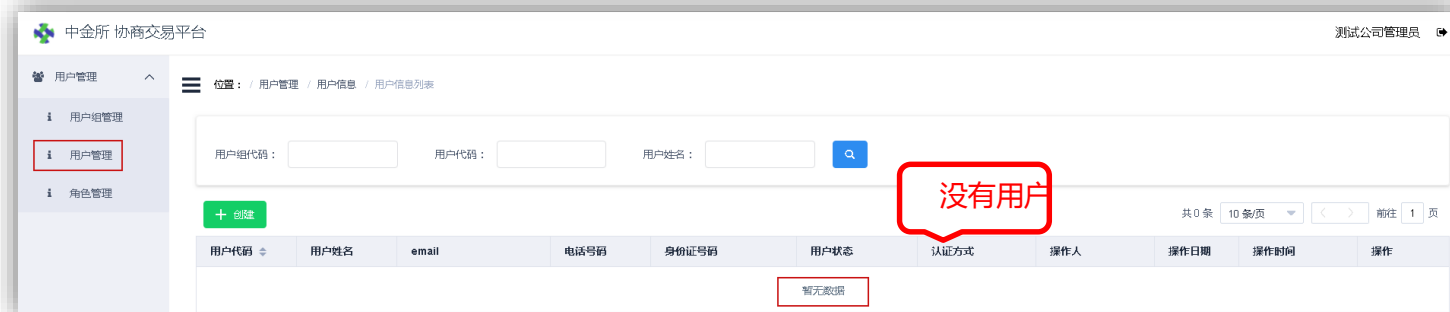 中金所 协商交易平台
测试公司管理员
用户管理
位置： / 用户管理 / 用户信息 / 用户信息列表
用户组管理
用户管理
角色管理
用户组代码：
用户代码：
用户姓名：
没有用户
创建
共 0 条 10 条/页 前往 1 页
用户代码 用户姓名 email 电话号码 身份证号码 用户状态 认证方式 操作人 操作日期 操作时间 操作
暂无数据